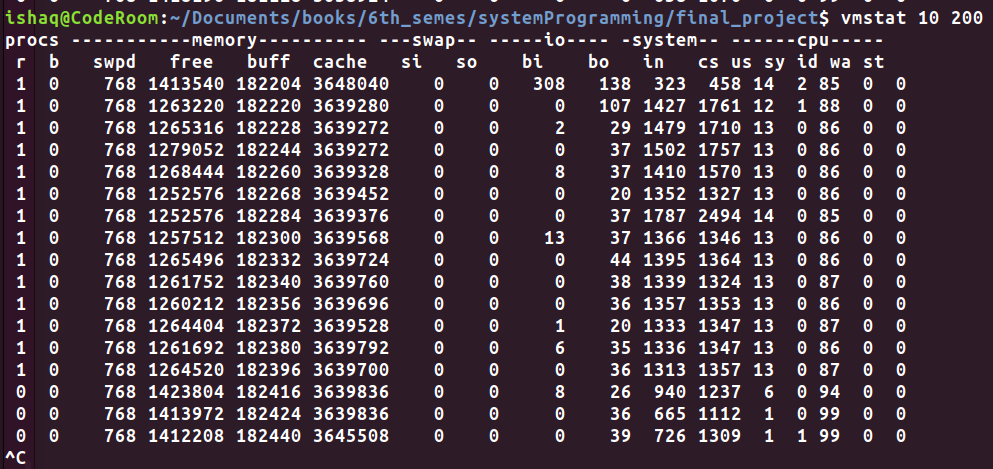 ishaq@CodeRoom:~/Documents/books/6th_semes/systemProgramming/final_project$ vmstat 10 200
procs -----------memory---------- ---swap-- -----io---- -system-- ------cpu-----
 r  b   swpd   free   buff  cache   si   so    bi    bo   in   cs us sy id wa st
 1  0    768 1413540 182204 3648040    0    0   308   138  323  458 14  2 85  0  0
 1  0    768 1263220 182220 3639280    0    0     0   107 1427 1761 12  1 88  0  0
 1  0    768 1265316 182228 3639272    0    0     2    29 1479 1710 13  0 86  0  0
 1  0    768 1279052 182244 3639272    0    0     0    37 1502 1757 13  0 86  0  0
 1  0    768 1268444 182260 3639328    0    0     8    37 1410 1570 13  0 86  0  0
 1  0    768 1252576 182268 3639452    0    0     0    20 1352 1327 13  0 86  0  0
 1  0    768 1252576 182284 3639376    0    0     0    37 1787 2494 14  0 85  0  0
 1  0    768 1257512 182300 3639568    0    0    13    37 1366 1346 13  0 86  0  0
 1  0    768 1265496 182332 3639724    0    0     0    44 1395 1364 13  0 86  0  0
 1  0    768 1261752 182340 3639760    0    0     0    38 1339 1324 13  0 87  0  0
 1  0    768 1260212 182356 3639696    0    0     0    36 1357 1353 13  0 86  0  0
 1  0    768 1264404 182372 3639528    0    0     1    20 1333 1347 13  0 87  0  0
 1  0    768 1261692 182380 3639792    0    0     6    35 1336 1347 13  0 86  0  0
 1  0    768 1264520 182396 3639700    0    0     0    36 1313 1357 13  0 87  0  0
 0  0    768 1423804 182416 3639836    0    0     8    26  940 1237  6  0 94  0  0
 0  0    768 1413972 182424 3639836    0    0     0    36  665 1112  1  0 99  0  0
 0  0    768 1412208 182440 3645508    0    0     0    39  726 1309  1  1 99  0  0
^C